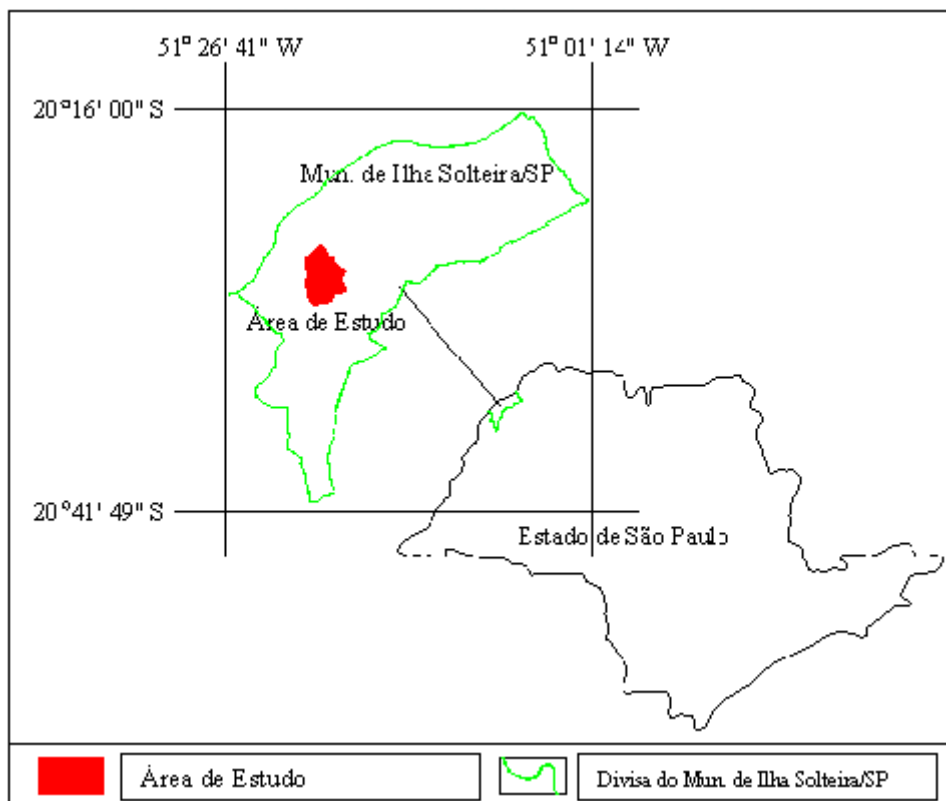 51° 26' 41" W
51° 01' 14" W
20°16' 00" S
Mun. de Ilha Solteira/SP
Área de Estudo
20°41' 49" S
Estado de São Paulo
Área de Estudo
Divisa do Mun. de Ilha Solteira/SP